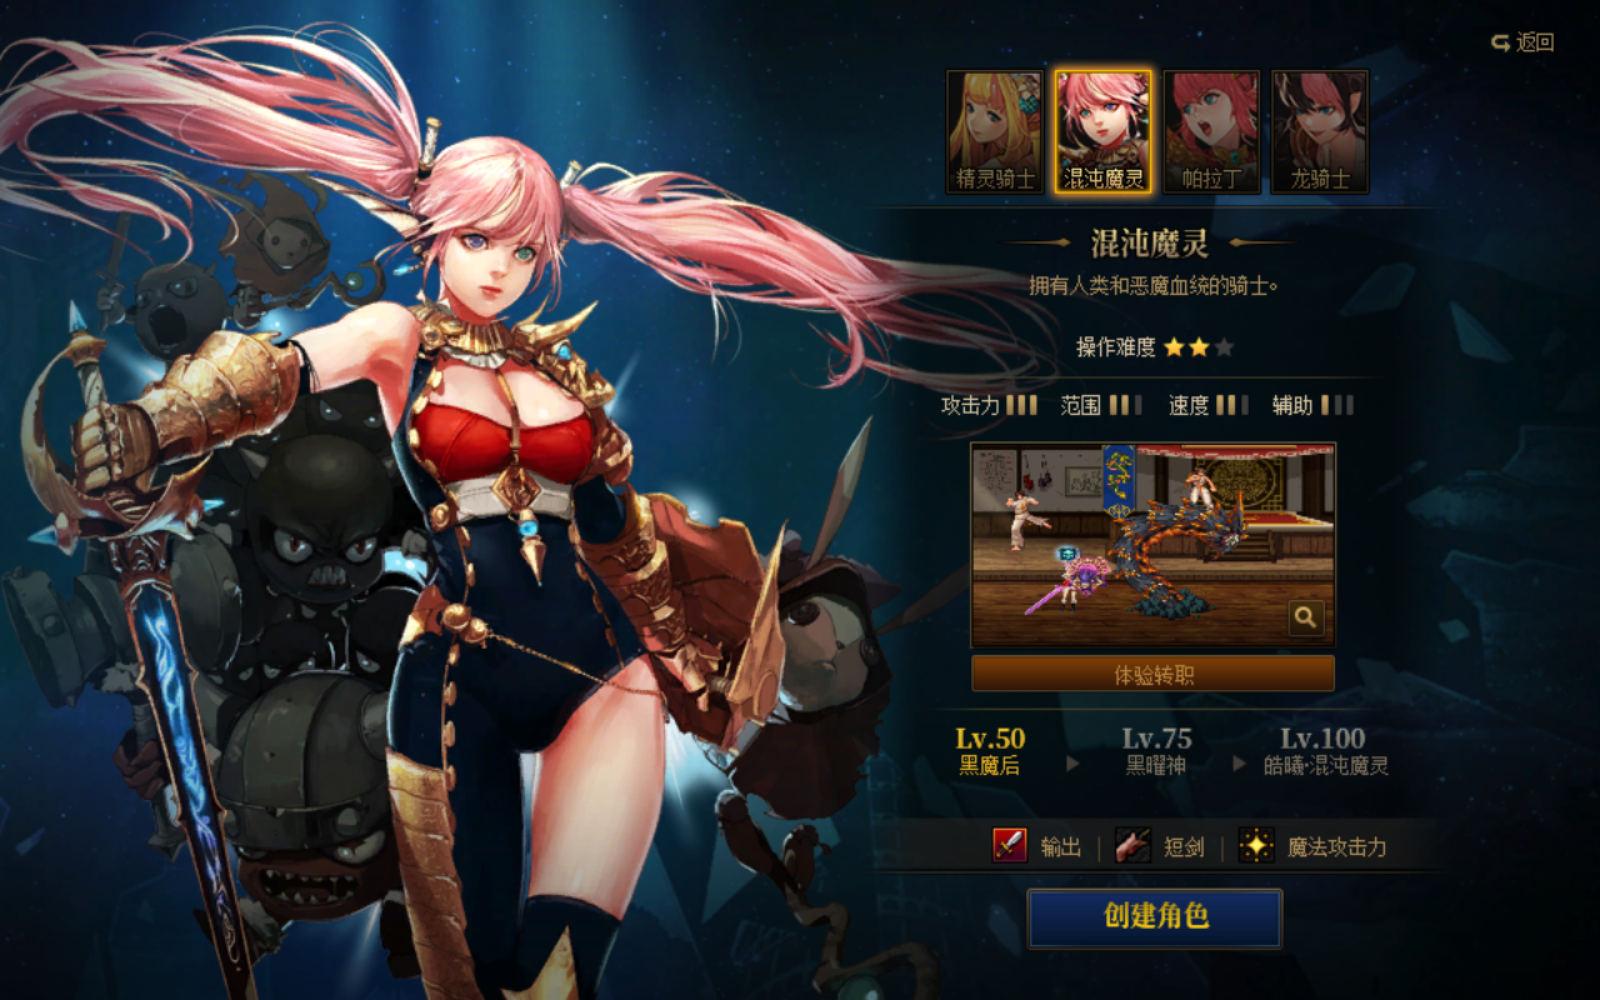 返回
精灵骑士 混沌魔灵 帕拉丁 龙骑士
混沌魔灵
拥有人类和恶魔血统的骑士。
操作难度
攻击力 范围 速度 辅助
体验转职
Lv.50 Lv.75 Lv.100
黑魔后 黑曜神 皓曦·混沌魔灵
输出 | 短剑 | 魔法攻击力
创建角色